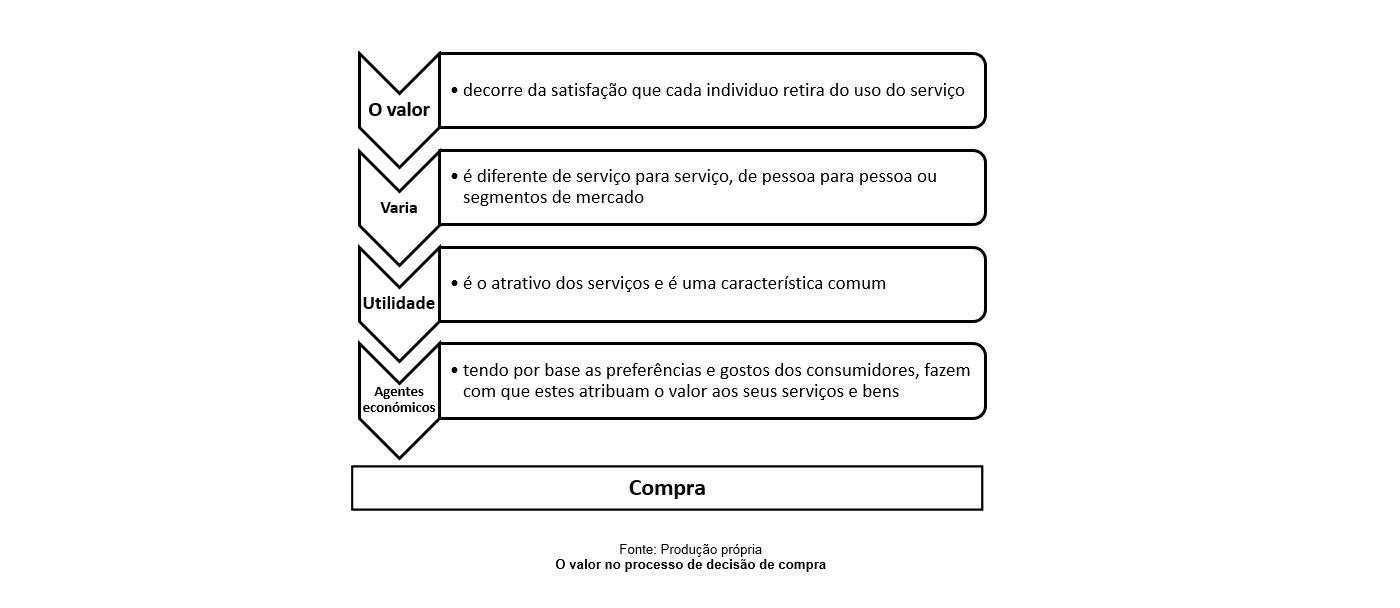 O valor
• decorre da satisfação que cada individuo retira do uso do serviço
Varia
• é diferente de serviço para serviço, de pessoa para pessoa ou
segmentos de mercado
Utilidade
• é o atrativo dos serviços e é uma característica comum
Agentes
económicos
• tendo por base as preferências e gostos dos consumidores, fazem
com que estes atribuam o valor aos seus serviços e bens
Compra
Fonte: Produção própria
O valor no processo de decisão de compra